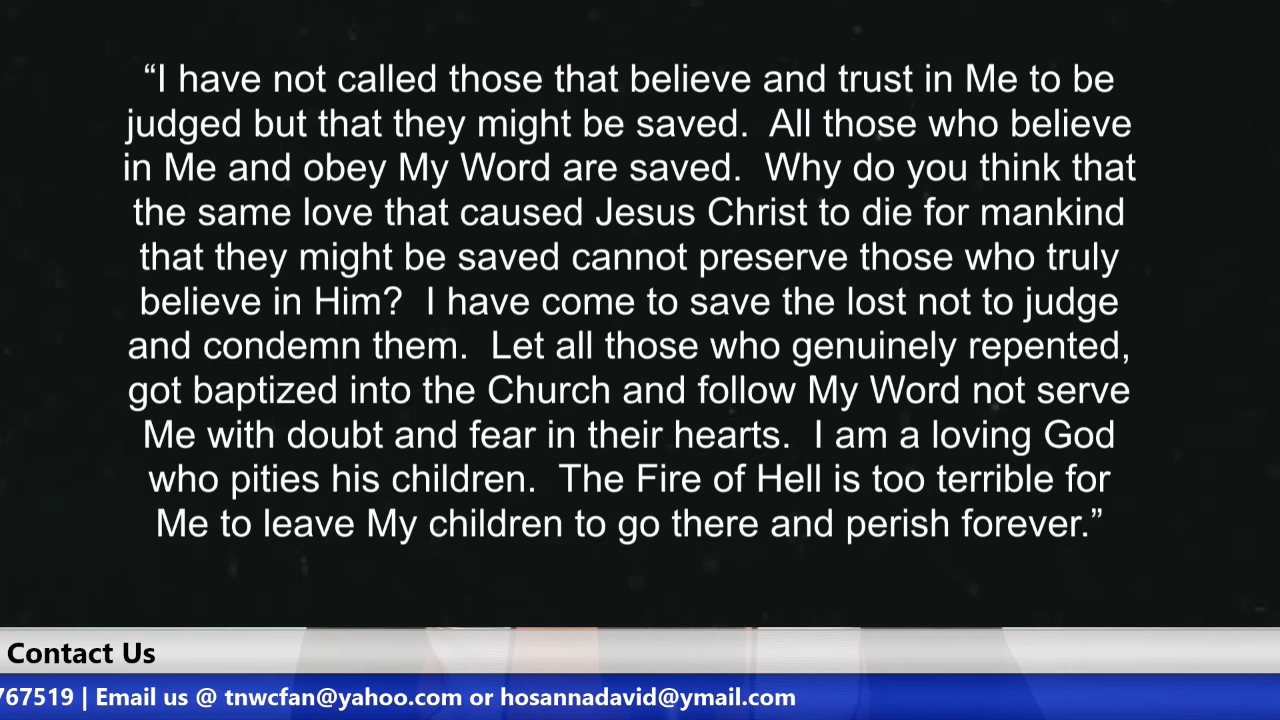 “I have not called those that believe and trust in Me to be
judged but that they might be saved.  All those who believe
in Me and obey My Word are saved.  Why do you think that
the same love that caused Jesus Christ to die for mankind
that they might be saved cannot preserve those who truly
believe in Him?  I have come to save the lost not to judge
and condemn them.  Let all those who genuinely repented,
got baptized into the Church and follow My Word not serve
Me with doubt and fear in their hearts.  I am a loving God
who pities his children.  The Fire of Hell is too terrible for
Me to leave My children to go there and perish forever.”
Contact Us
767519 | Email us @ tnwcfan@yahoo.com or hosannadavid@ymail.com